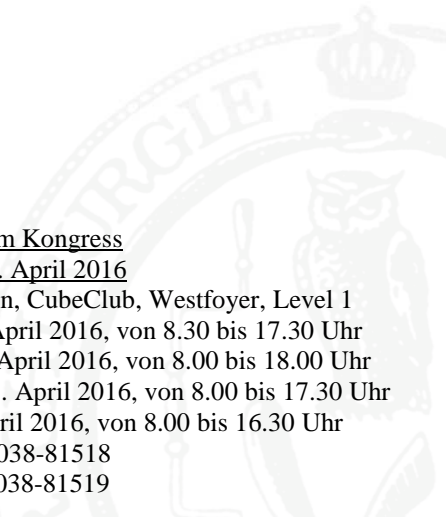 m Kongress
. April 2016
n, CubeClub, Westfoyer, Level 1
April 2016, von 8.30 bis 17.30 Uhr
April 2016, von 8.00 bis 18.00 Uhr
. April 2016, von 8.00 bis 17.30 Uhr
ril 2016, von 8.00 bis 16.30 Uhr
038-81518
038-81519
URGIE